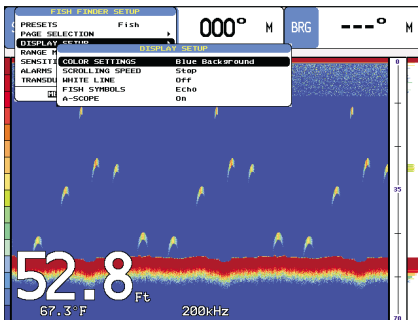 FISH FINDER SETUP
PRESETS Fish
PAGE SELECTION
DISPLAY SETUP
RANGE M
SENSITI
ALARMS
TRANSDU
DISPLAY SETUP
COLOR SETTINGS Blue Background
SCROLLING SPEED Stop
WHITE LINE Off
FISH SYMBOLS Echo
A-SCOPE On
S
000° M
BRG ---° M
0
35
70
52.8 Ft
67.3°F
200kHz